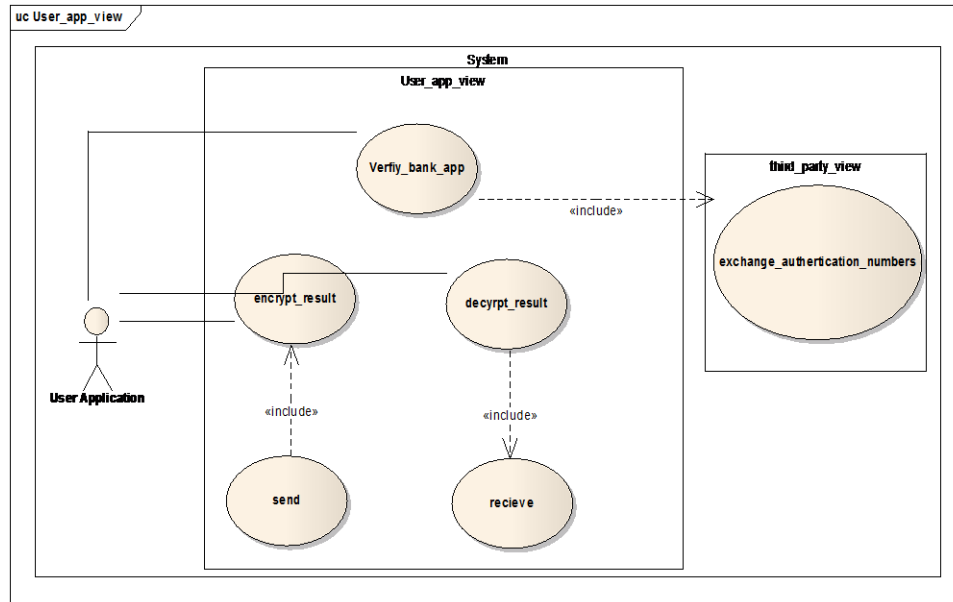 uc User_app_view
System
User_app_view
Verfiy_bank_app
third_party_view
«include»
exchange_authertication_numbers
encrypt_result
decyrpt_result
User Application
«include»
«include»
send
recieve